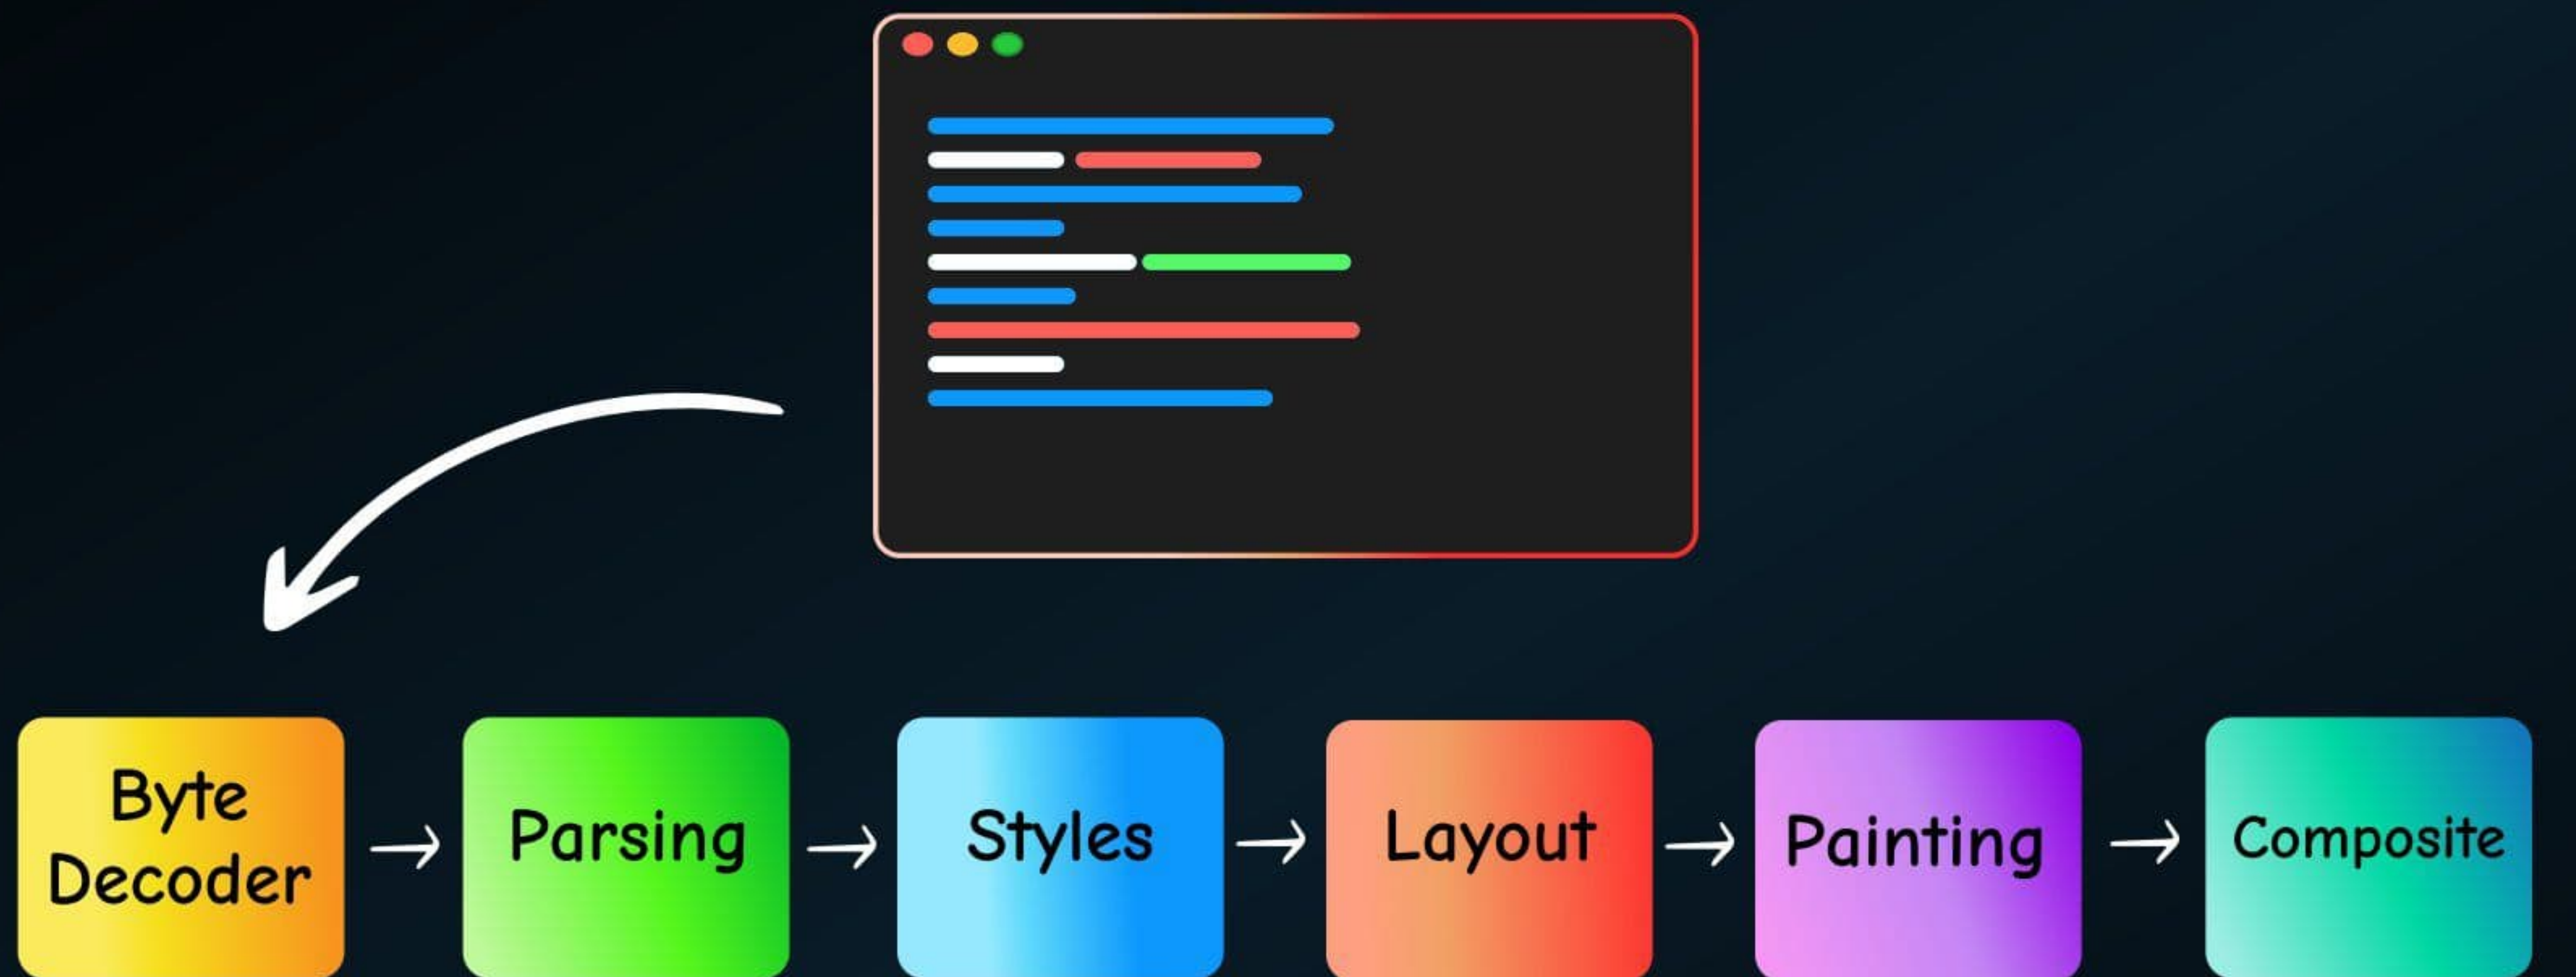 Byte
Decoder
Parsing
Styles
Layout
Painting
Composite